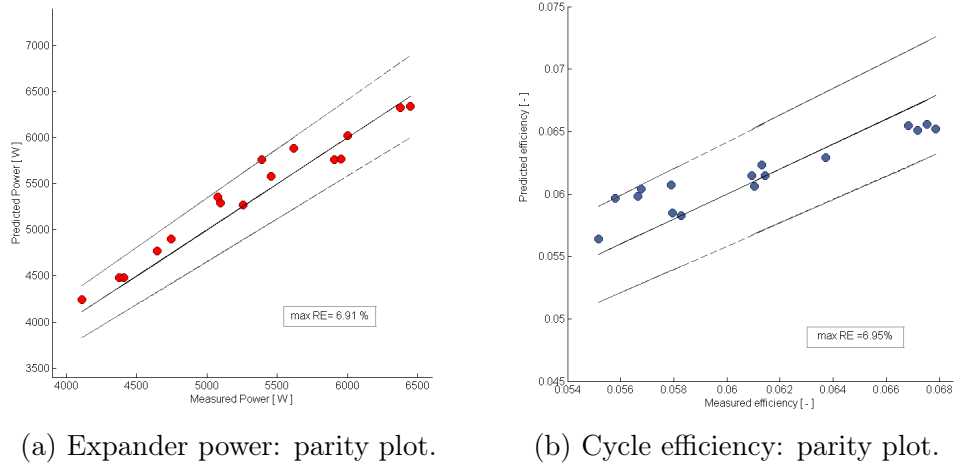 7000
6500
6000
5500
5000
4500
4000
3500
Predicted Power [ W ]
4000 4500 5000 5500 6000 6500
Measured Power [ W ]
max RE= 6.91 %
(a) Expander power: parity plot.
0.075
0.07
0.065
0.06
0.055
0.05
0.045
Predicted efficiency [ - ]
0.054 0.056 0.058 0.06 0.062 0.064 0.066 0.068
Measured efficiency [ - ]
max RE =6.95%
(b) Cycle efficiency: parity plot.